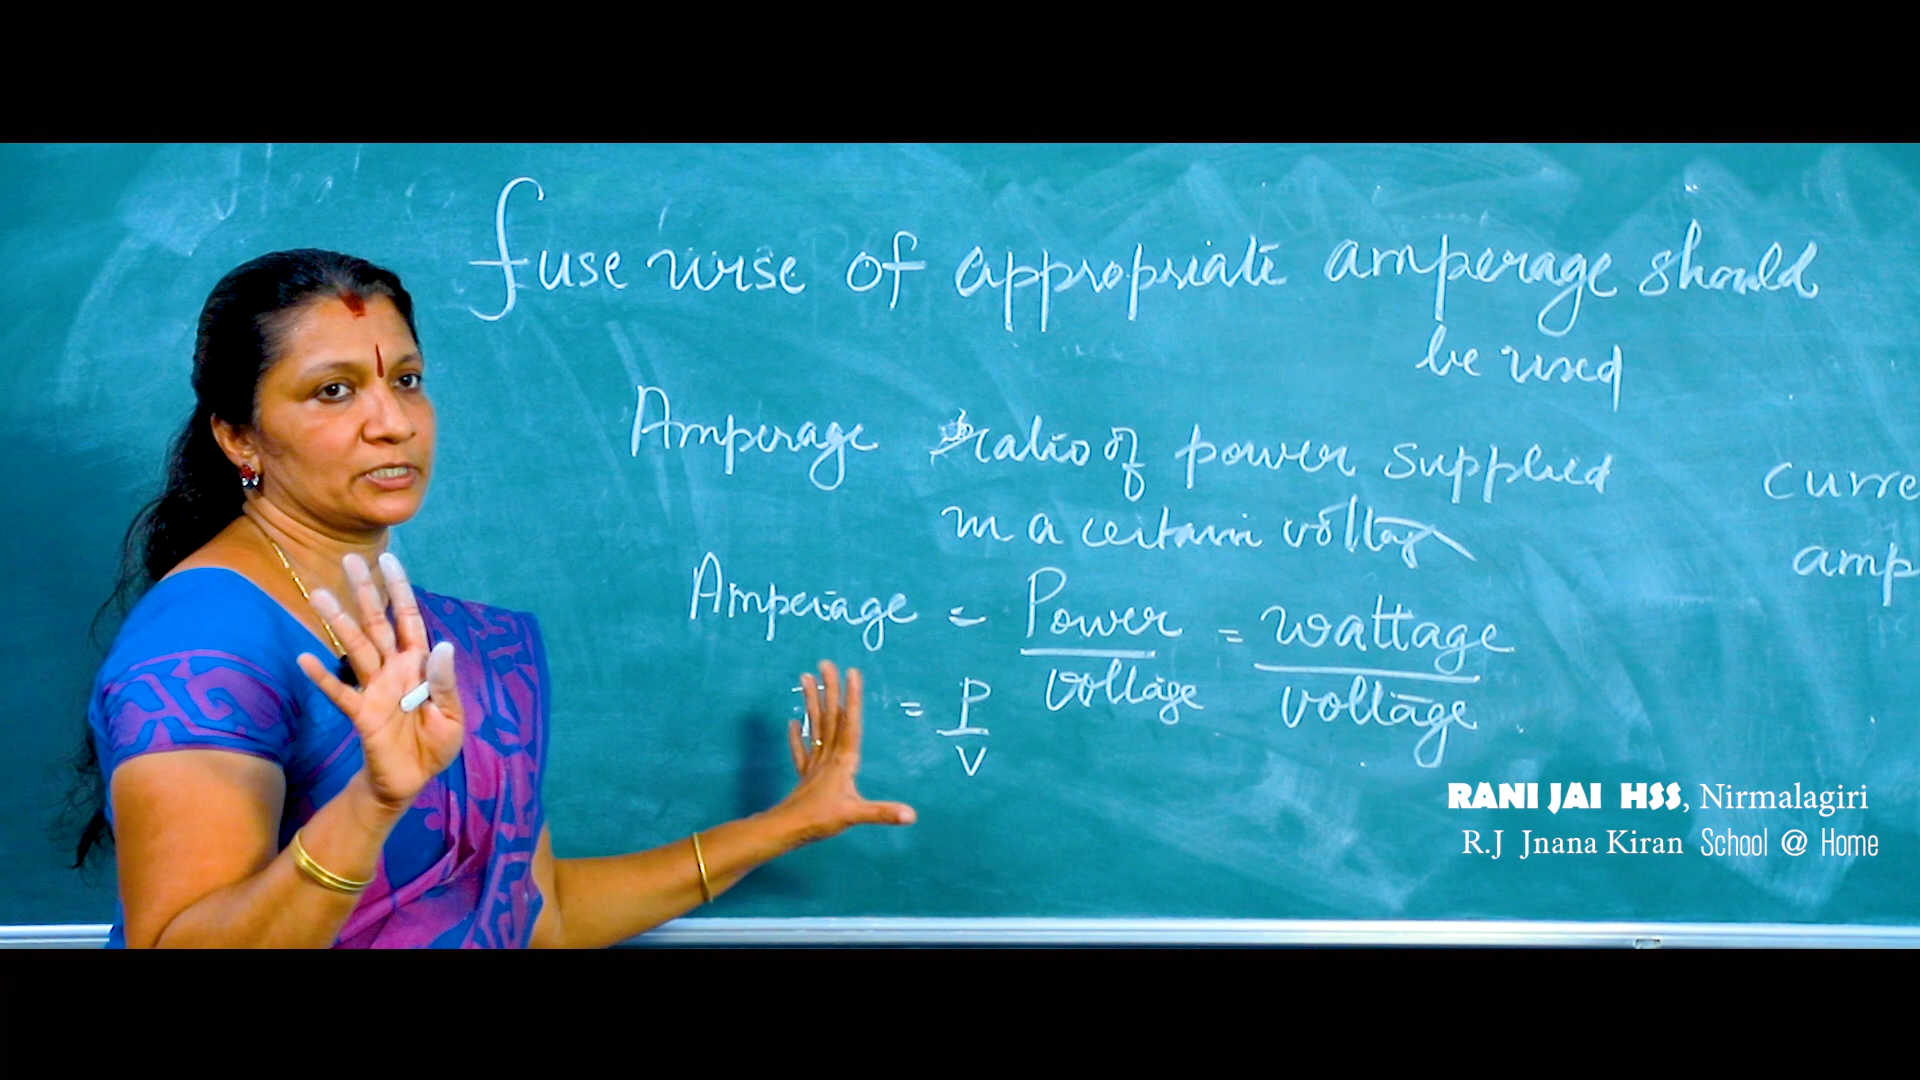 fuse wire of appropriate amperage should
be used
Amperage ratio of power supplied
in a certain voltag
curre
amp
Amperage = Power / voltage = wattage / voltage
= P / V
RANI JAI HSS, Nirmalagiri
R.J Jnana Kiran School @ Home